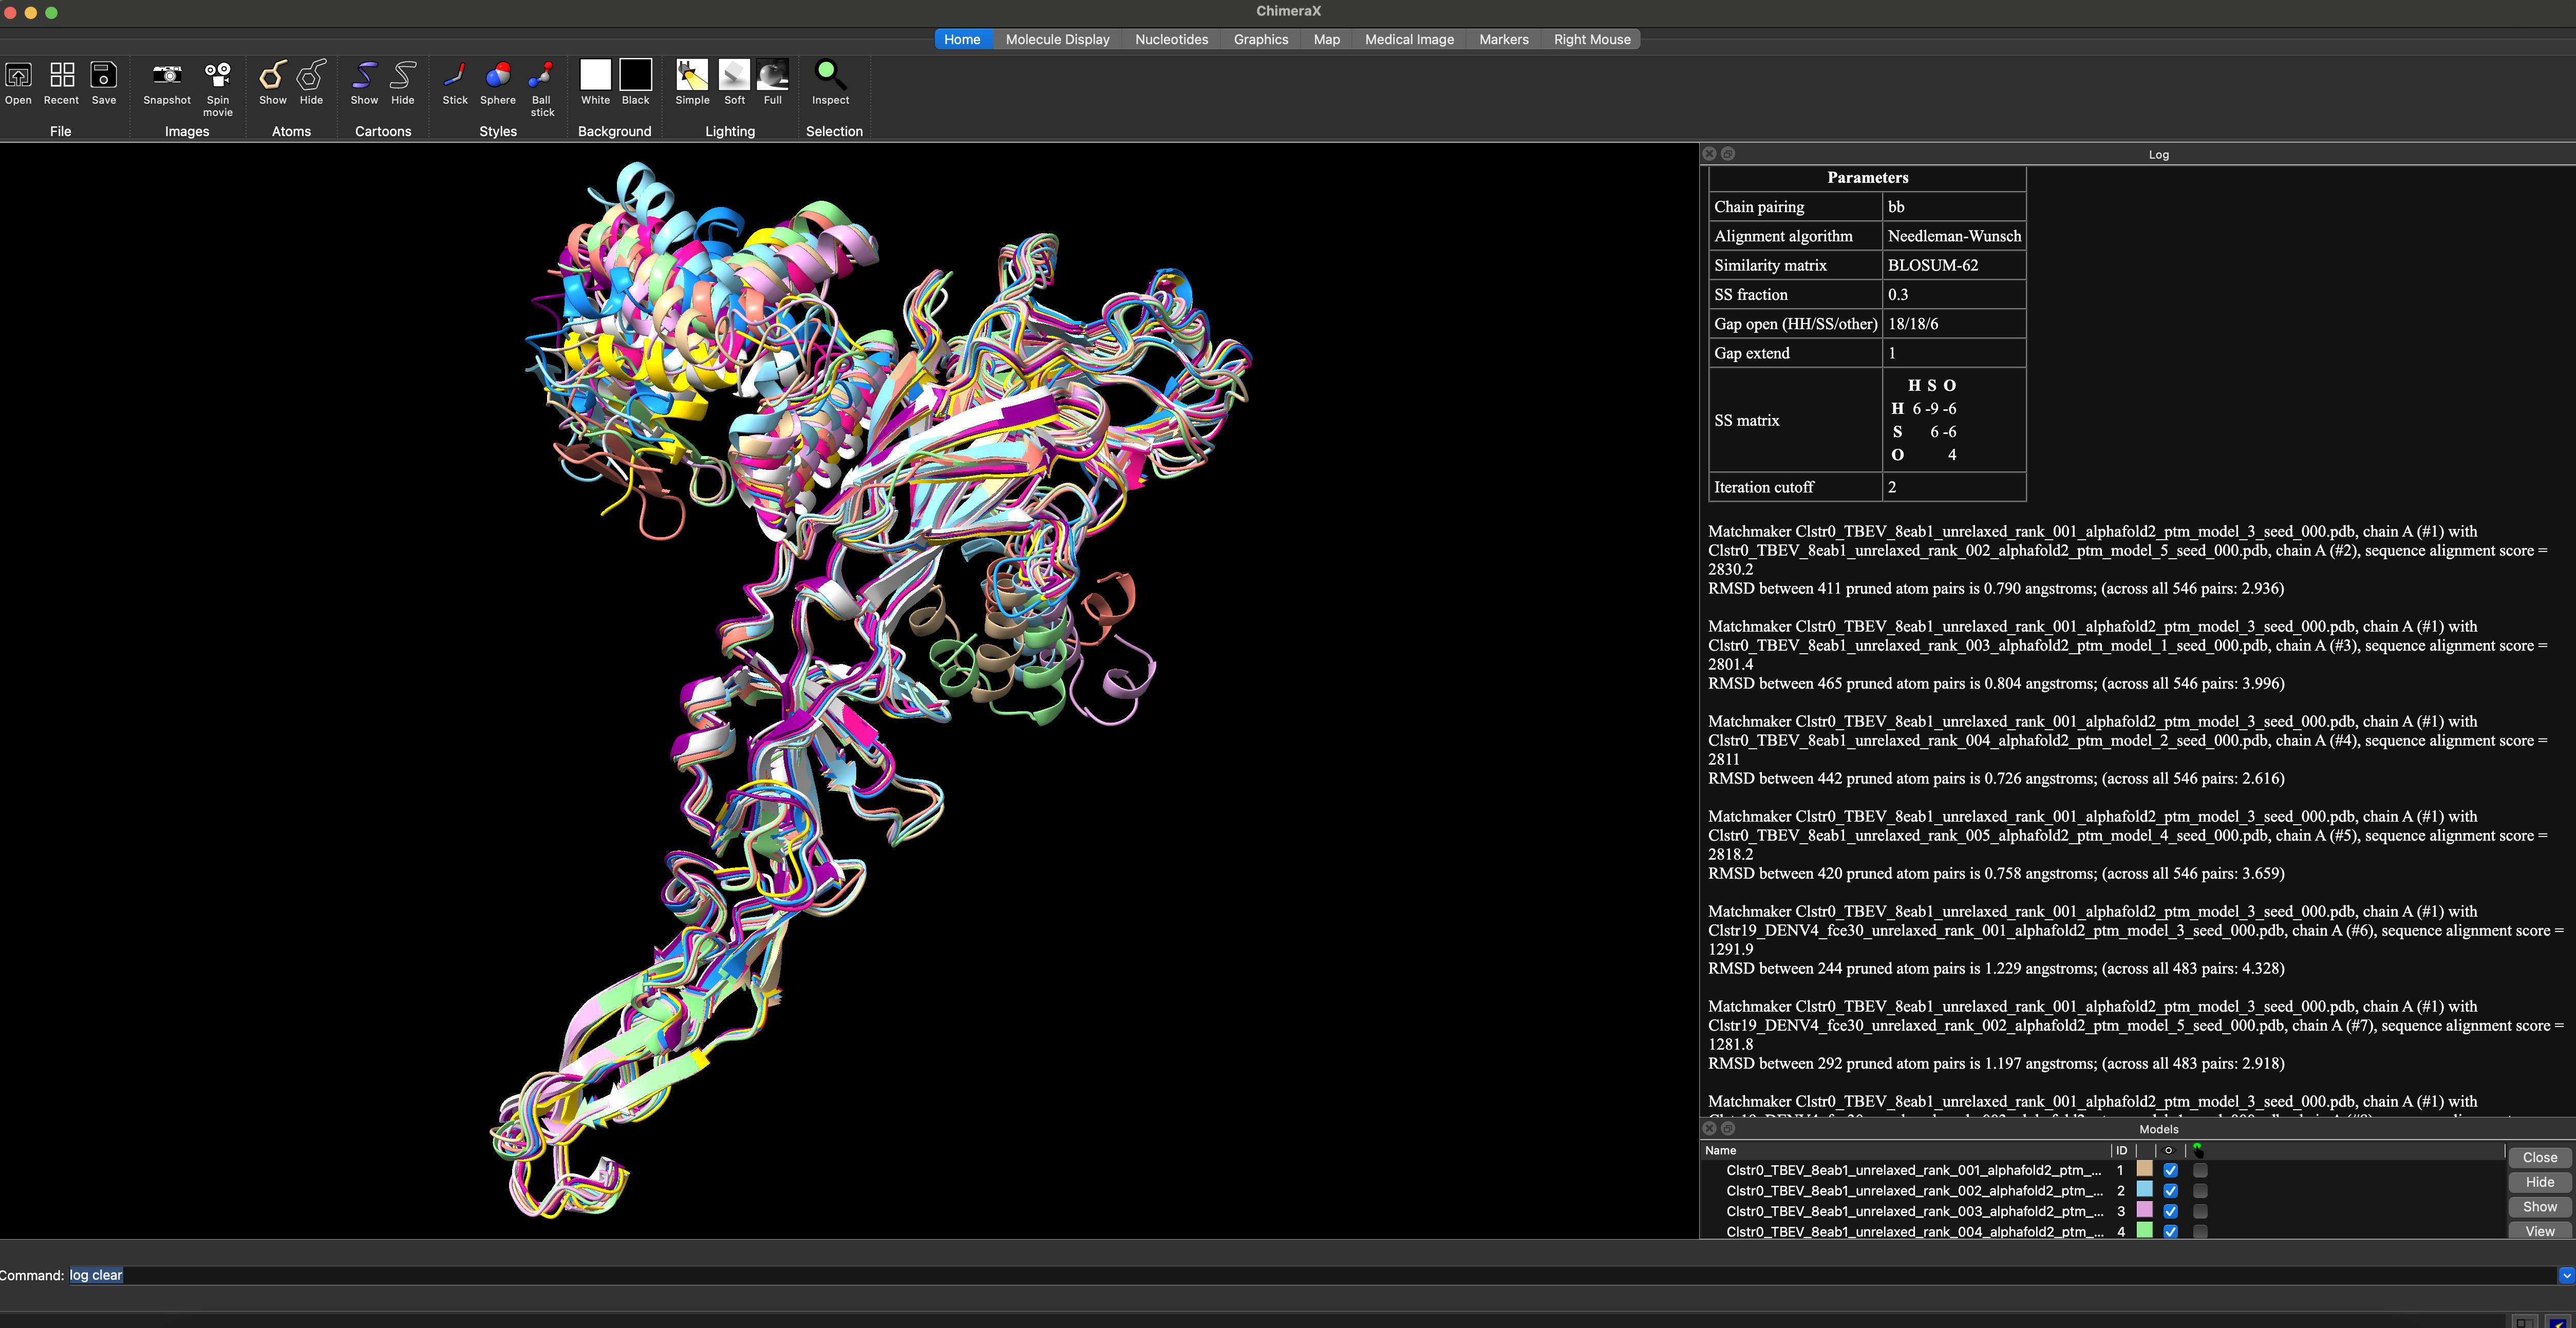 ChimeraX
Home Molecule Display Nucleotides Graphics Map Medical Image Markers Right Mouse
Open Recent Save Snapshot Spin movie Show Hide Show Hide Stick Sphere Ball stick White Black Simple Soft Full Inspect
File Images Atoms Cartoons Styles Background Lighting Selection
Log
Parameters
Chain pairing bb
Alignment algorithm Needleman-Wunsch
Similarity matrix BLOSUM-62
SS fraction 0.3
Gap open (HH/SS/other) 18/18/6
Gap extend 1
SS matrix
H S O
H 6 -9 -6
S 6 -6
O 4
Iteration cutoff 2
Matchmaker Clstr0_TBEV_8eab1_unrelaxed_rank_001_alphafold2_ptm_model_3_seed_000.pdb, chain A (#1) with
Clstr0_TBEV_8eab1_unrelaxed_rank_002_alphafold2_ptm_model_5_seed_000.pdb, chain A (#2), sequence alignment score =
2830.2
RMSD between 411 pruned atom pairs is 0.790 angstroms; (across all 546 pairs: 2.936)
Matchmaker Clstr0_TBEV_8eab1_unrelaxed_rank_001_alphafold2_ptm_model_3_seed_000.pdb, chain A (#1) with
Clstr0_TBEV_8eab1_unrelaxed_rank_003_alphafold2_ptm_model_1_seed_000.pdb, chain A (#3), sequence alignment score =
2801.4
RMSD between 465 pruned atom pairs is 0.804 angstroms; (across all 546 pairs: 3.996)
Matchmaker Clstr0_TBEV_8eab1_unrelaxed_rank_001_alphafold2_ptm_model_3_seed_000.pdb, chain A (#1) with
Clstr0_TBEV_8eab1_unrelaxed_rank_004_alphafold2_ptm_model_2_seed_000.pdb, chain A (#4), sequence alignment score =
2811
RMSD between 442 pruned atom pairs is 0.726 angstroms; (across all 546 pairs: 2.616)
Matchmaker Clstr0_TBEV_8eab1_unrelaxed_rank_001_alphafold2_ptm_model_3_seed_000.pdb, chain A (#1) with
Clstr0_TBEV_8eab1_unrelaxed_rank_005_alphafold2_ptm_model_4_seed_000.pdb, chain A (#5), sequence alignment score =
2818.2
RMSD between 420 pruned atom pairs is 0.758 angstroms; (across all 546 pairs: 3.659)
Matchmaker Clstr0_TBEV_8eab1_unrelaxed_rank_001_alphafold2_ptm_model_3_seed_000.pdb, chain A (#1) with
Clstr19_DENV4_fce30_unrelaxed_rank_001_alphafold2_ptm_model_3_seed_000.pdb, chain A (#6), sequence alignment score =
1291.9
RMSD between 244 pruned atom pairs is 1.229 angstroms; (across all 483 pairs: 4.328)
Matchmaker Clstr0_TBEV_8eab1_unrelaxed_rank_001_alphafold2_ptm_model_3_seed_000.pdb, chain A (#1) with
Clstr19_DENV4_fce30_unrelaxed_rank_002_alphafold2_ptm_model_5_seed_000.pdb, chain A (#7), sequence alignment score =
1281.8
RMSD between 292 pruned atom pairs is 1.197 angstroms; (across all 483 pairs: 2.918)
Matchmaker Clstr0_TBEV_8eab1_unrelaxed_rank_001_alphafold2_ptm_model_3_seed_000.pdb, chain A (#1) with
Models
Name ID
Clstr0_TBEV_8eab1_unrelaxed_rank_001_alphafold2_ptm_... 1
Clstr0_TBEV_8eab1_unrelaxed_rank_002_alphafold2_ptm_... 2
Clstr0_TBEV_8eab1_unrelaxed_rank_003_alphafold2_ptm_... 3
Clstr0_TBEV_8eab1_unrelaxed_rank_004_alphafold2_ptm_... 4
Close
Hide
Show
View
Command: log clear